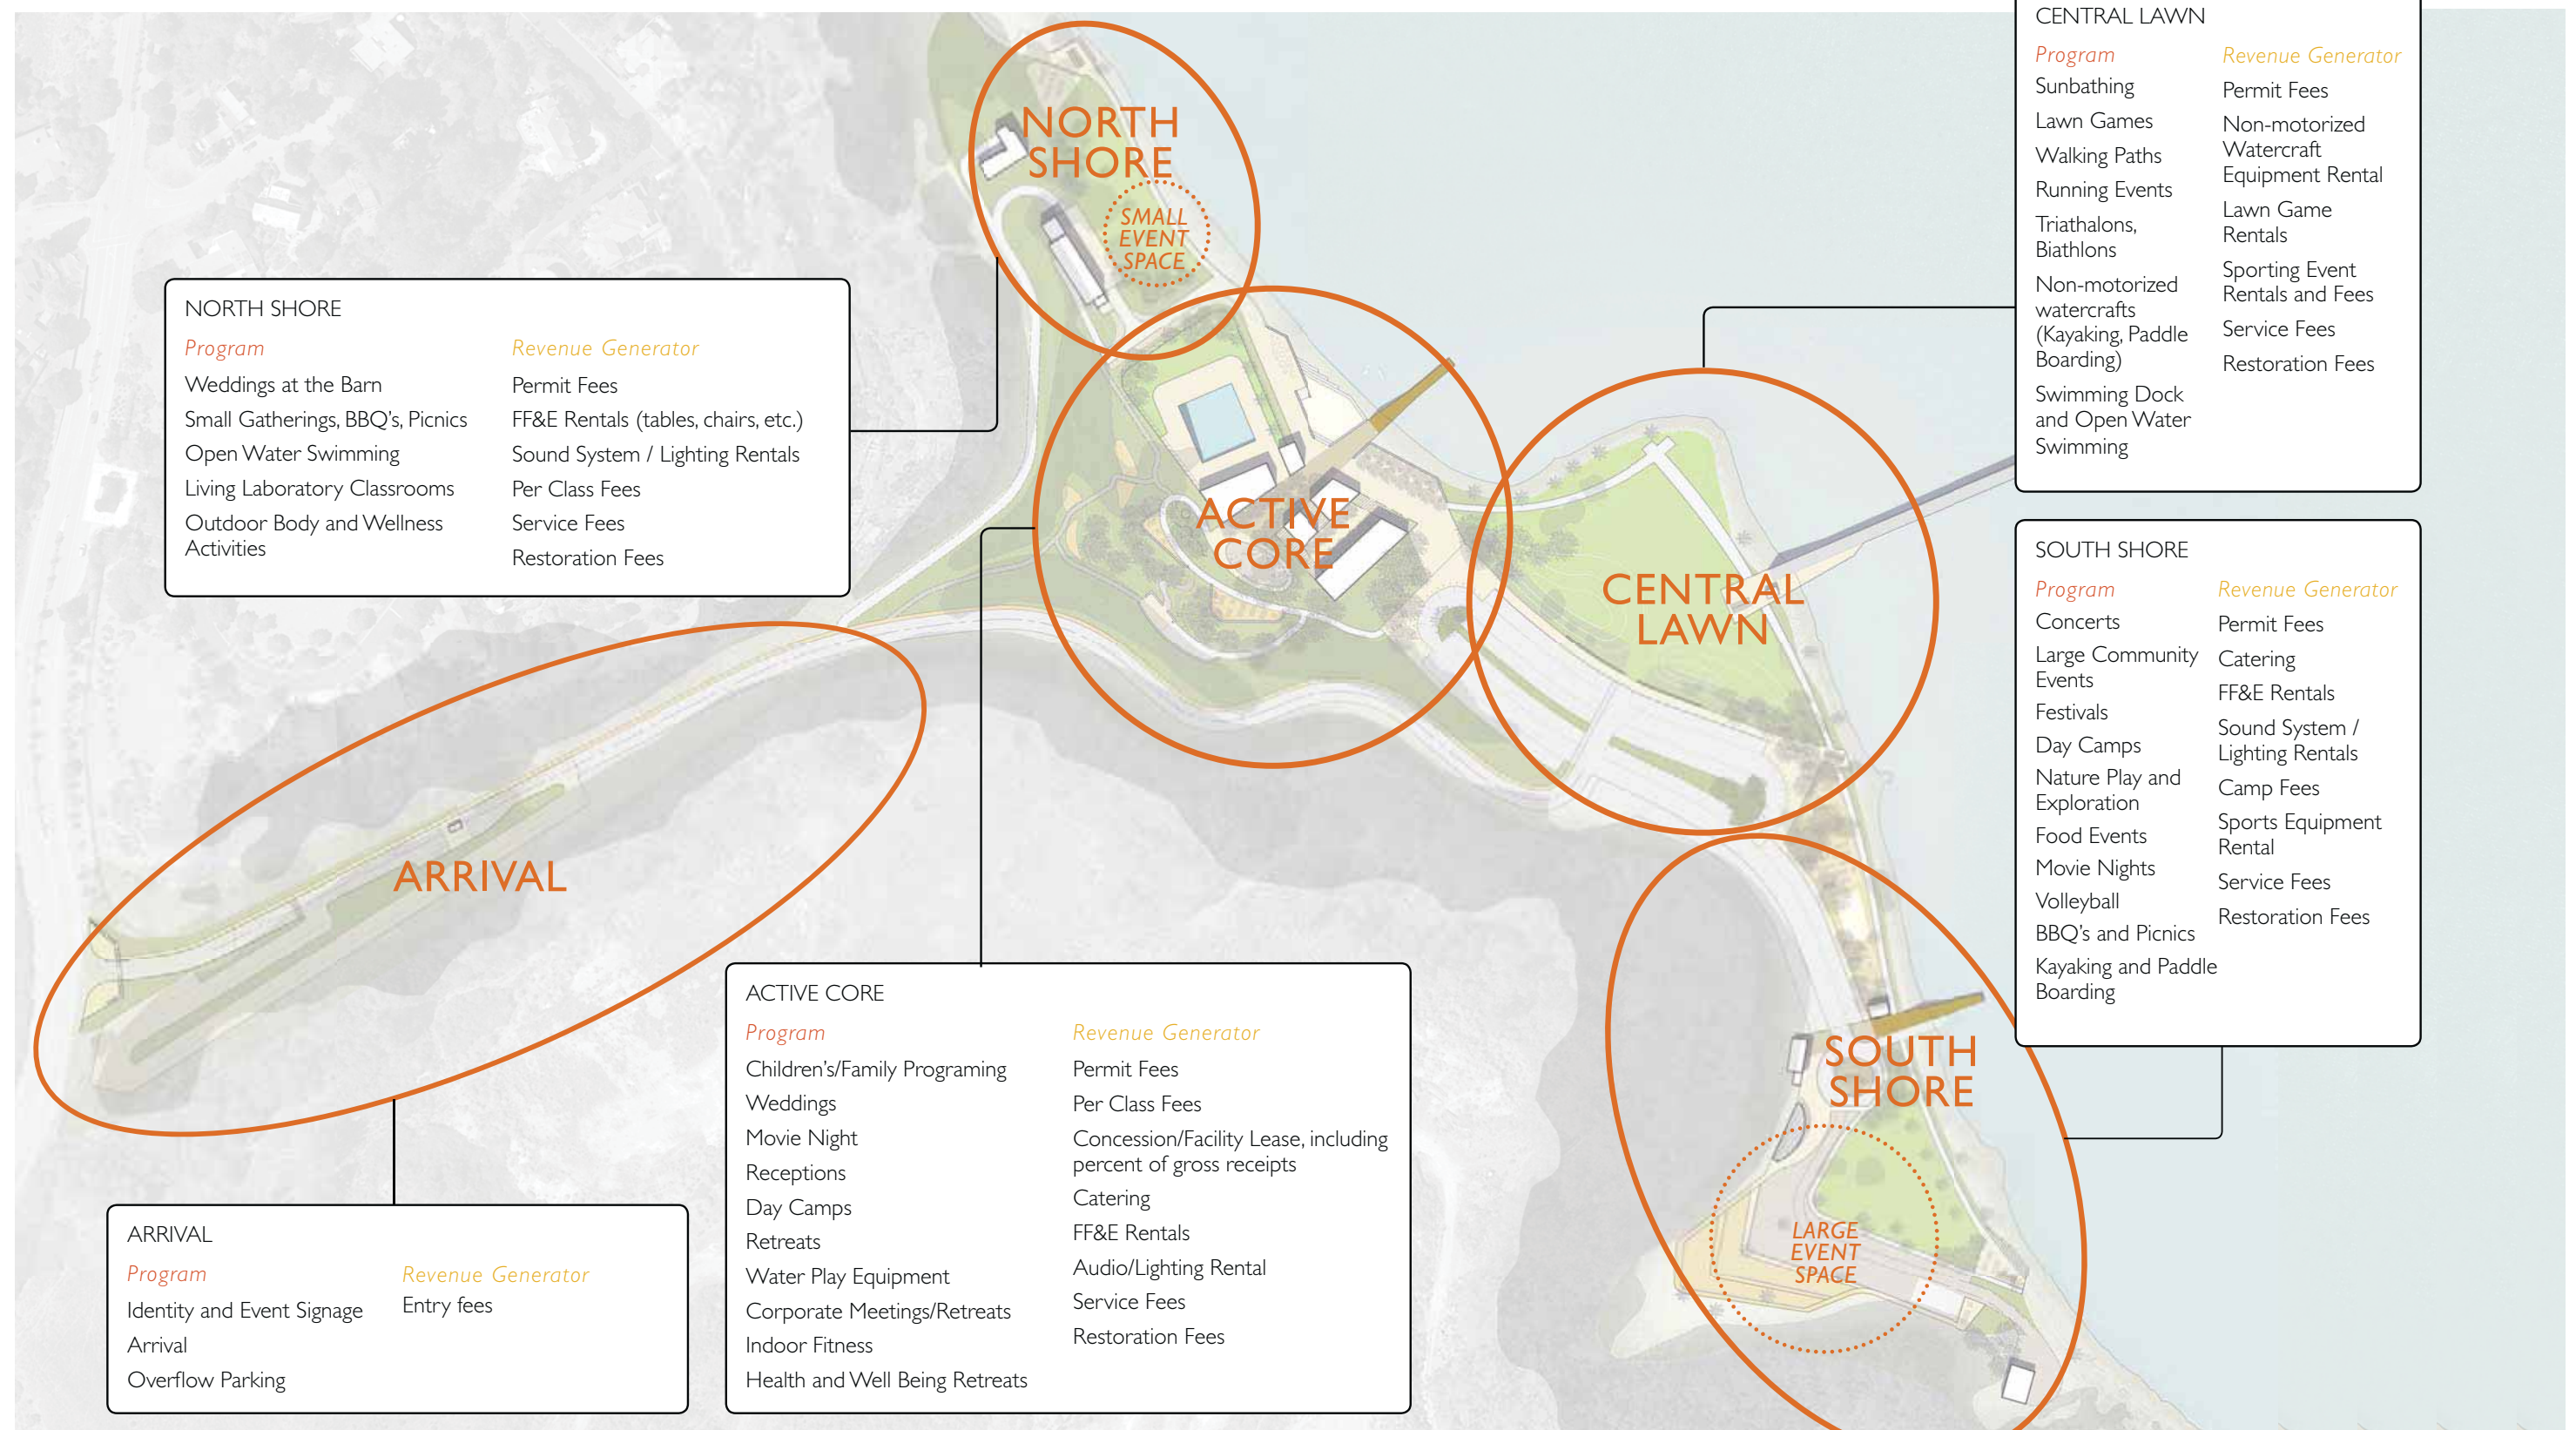 NORTH
SHORE
SMALL
EVENT
SPACE
ACTIVE
CORE
CENTRAL
LAWN
ARRIVAL
SOUTH
SHORE
LARGE
EVENT
SPACE
NORTH SHORE
Program
Weddings at the Barn
Small Gatherings, BBQ's, Picnics
Open Water Swimming
Living Laboratory Classrooms
Outdoor Body and Wellness
Activities
Revenue Generator
Permit Fees
FF&E Rentals (tables, chairs, etc.)
Sound System / Lighting Rentals
Per Class Fees
Service Fees
Restoration Fees
CENTRAL LAWN
Program
Sunbathing
Lawn Games
Walking Paths
Running Events
Triathalons,
Biathlons
Non-motorized
watercrafts
(Kayaking, Paddle
Boarding)
Swimming Dock
and Open Water
Swimming
Revenue Generator
Permit Fees
Non-motorized
Watercraft
Equipment Rental
Lawn Game
Rentals
Sporting Event
Rentals and Fees
Service Fees
Restoration Fees
SOUTH SHORE
Program
Concerts
Large Community
Events
Festivals
Day Camps
Nature Play and
Exploration
Food Events
Movie Nights
Volleyball
BBQ's and Picnics
Kayaking and Paddle
Boarding
Revenue Generator
Permit Fees
Catering
FF&E Rentals
Sound System /
Lighting Rentals
Camp Fees
Sports Equipment
Rental
Service Fees
Restoration Fees
ACTIVE CORE
Program
Children's/Family Programing
Weddings
Movie Night
Receptions
Day Camps
Retreats
Water Play Equipment
Corporate Meetings/Retreats
Indoor Fitness
Health and Well Being Retreats
Revenue Generator
Permit Fees
Per Class Fees
Concession/Facility Lease, including
percent of gross receipts
Catering
FF&E Rentals
Audio/Lighting Rental
Service Fees
Restoration Fees
ARRIVAL
Program
Identity and Event Signage
Arrival
Overflow Parking
Revenue Generator
Entry fees